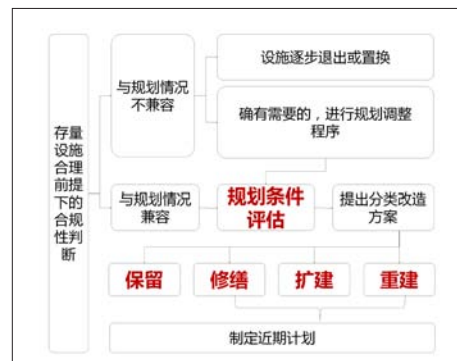 存量
设施
合理
前提
下的
合规
性判
断
与规划情况
不兼容
设施逐步退出或置换
确有需要的，进行规划调整
程序
与规划情况
兼容
规划条件
评估
提出分类改造
方案
保留
修缮
扩建
重建
制定近期计划